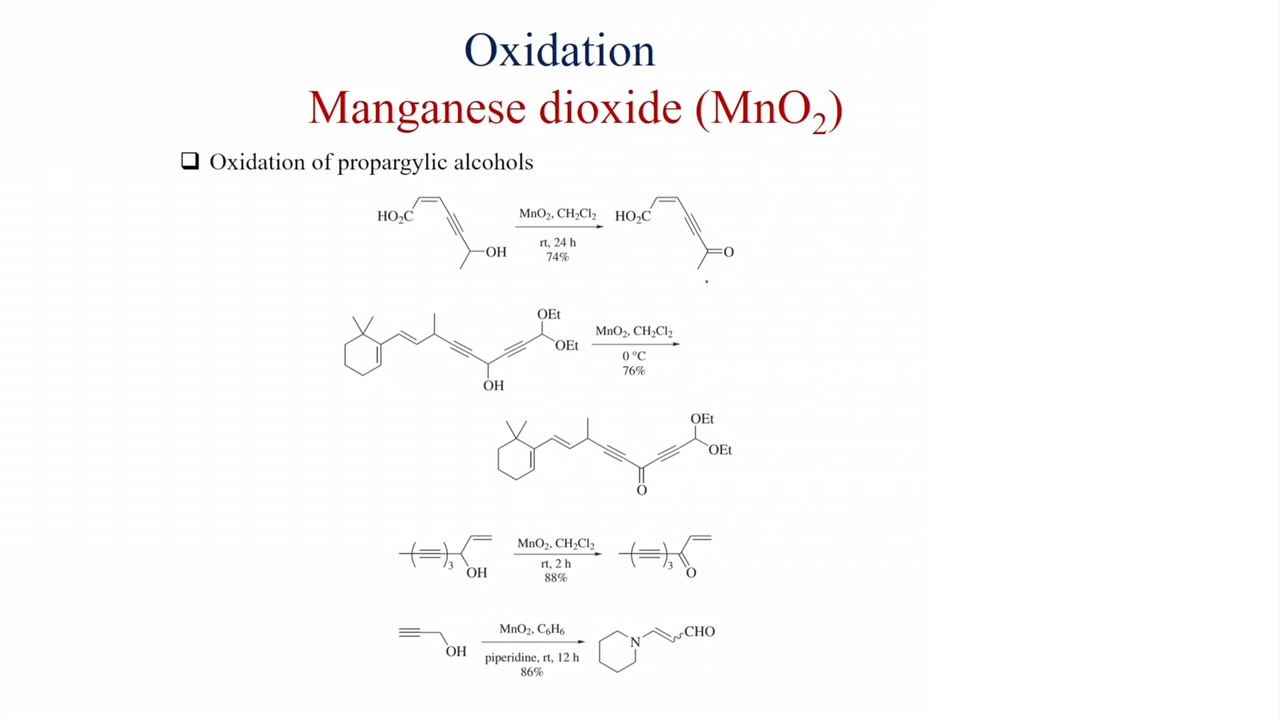 Oxidation
Manganese dioxide (MnO₂)
❑ Oxidation of propargylic alcohols
HO₂C
OH
MnO₂, CH₂Cl₂
rt, 24 h
74%
HO₂C
O
OEt
OEt
OH
MnO₂, CH₂Cl₂
0 °C
76%
OEt
OEt
O
3
OH
MnO₂, CH₂Cl₂
rt, 2 h
88%
3
O
OH
MnO₂, C₆H₆
piperidine, rt, 12 h
86%
N
CHO